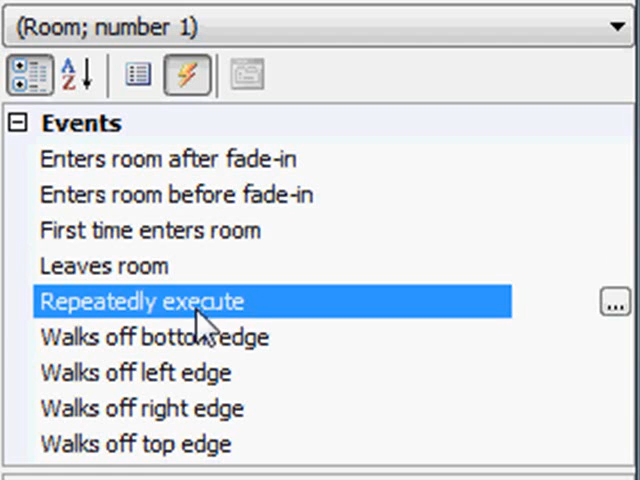 (Room; number 1)
A
Z
Events
Enters room after fade-in
Enters room before fade-in
First time enters room
Leaves room
Repeatedly execute
...
Walks off bottom edge
Walks off left edge
Walks off right edge
Walks off top edge